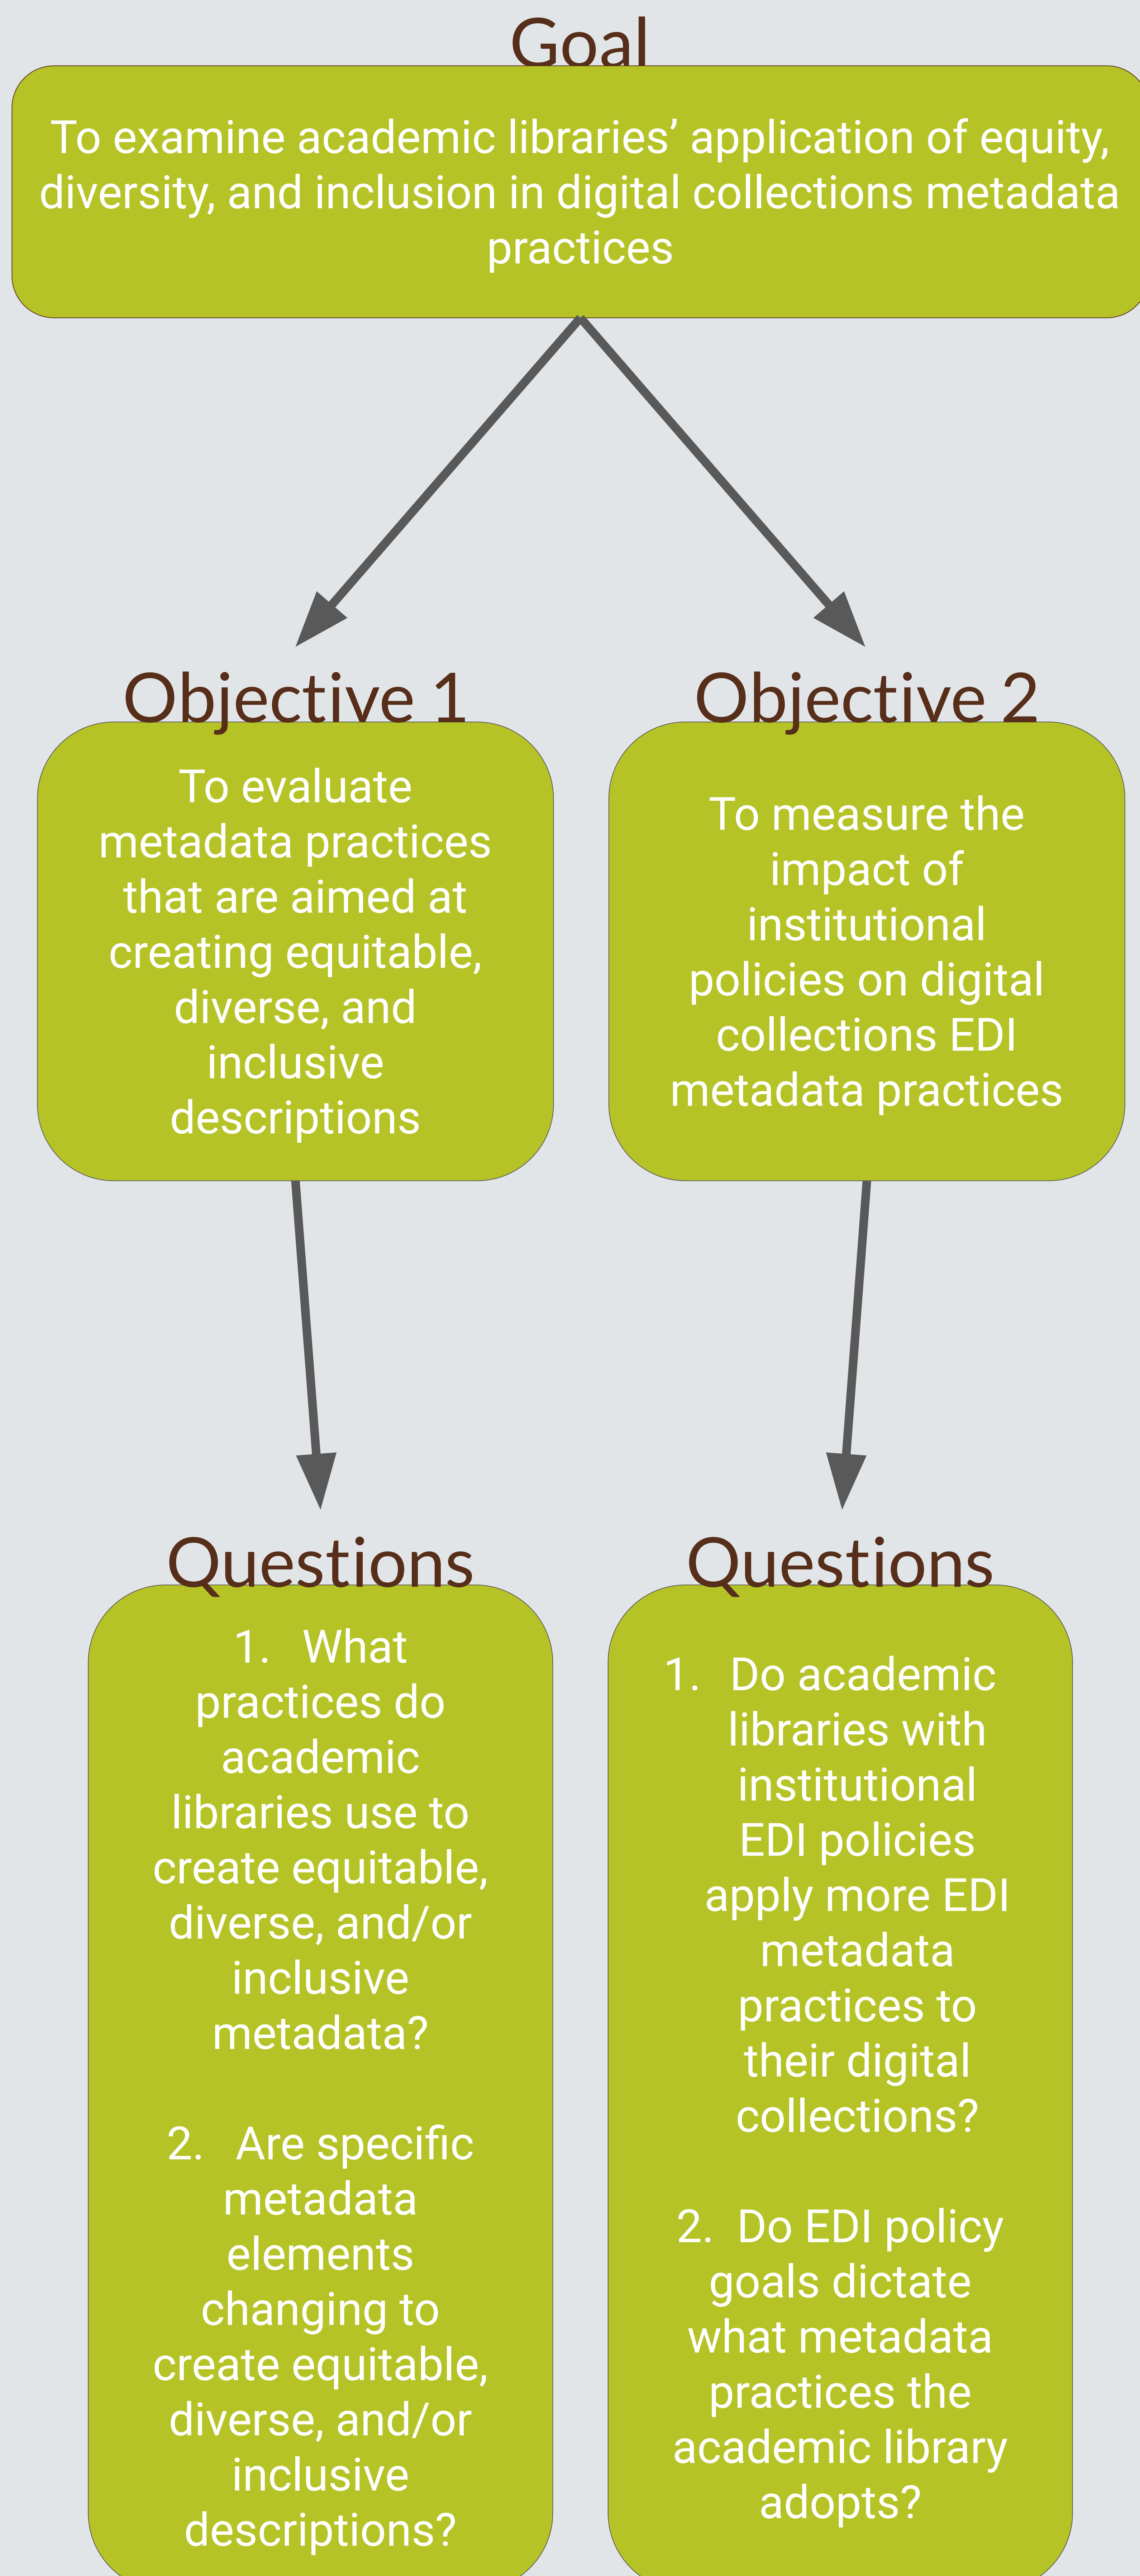 Goal
To examine academic libraries’ application of equity,
diversity, and inclusion in digital collections metadata
practices
Objective 1
To evaluate
metadata practices
that are aimed at
creating equitable,
diverse, and
inclusive
descriptions
Objective 2
To measure the
impact of
institutional
policies on digital
collections EDI
metadata practices
Questions
1. What
practices do
academic
libraries use to
create equitable,
diverse, and/or
inclusive
metadata?
2. Are specific
metadata
elements
changing to
create equitable,
diverse, and/or
inclusive
descriptions?
Questions
1. Do academic
libraries with
institutional
EDI policies
apply more EDI
metadata
practices to
their digital
collections?
2. Do EDI policy
goals dictate
what metadata
practices the
academic library
adopts?